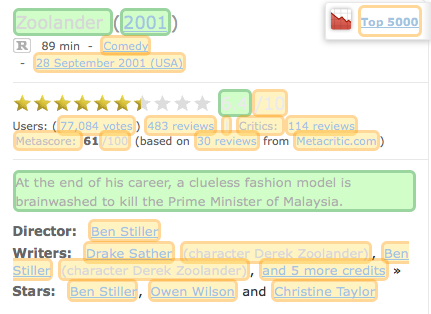 Zoolander (2001)
Top 5000
R 89 min - Comedy
- 28 September 2001 (USA)
/10
Users: (77,084 votes) 483 reviews | Critics: 114 reviews
Metascore: 61/100 (based on 30 reviews from Metacritic.com)
At the end of his career, a clueless fashion model is
brainwashed to kill the Prime Minister of Malaysia.
Director: Ben Stiller
Writers: Drake Sather (character Derek Zoolander), Ben
Stiller (character Derek Zoolander), and 5 more credits »
Stars: Ben Stiller, Owen Wilson and Christine Taylor